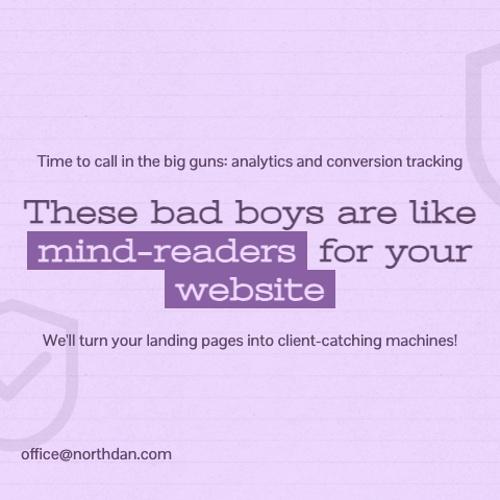 Time to call in the big guns: analytics and conversion tracking
These bad boys are like
mind-readers for your
website
We'll turn your landing pages into client-catching machines!
office@northdan.com